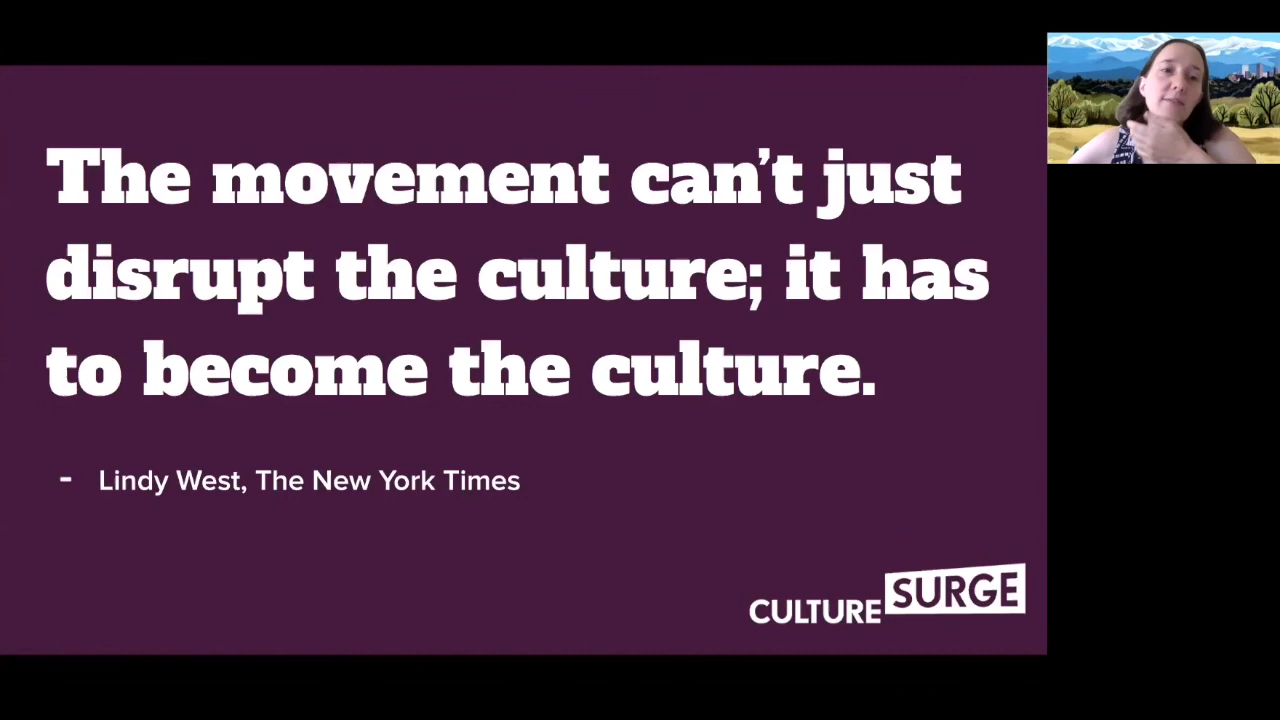 The movement can’t just
disrupt the culture; it has
to become the culture.
- Lindy West, The New York Times
CULTURE SURGE